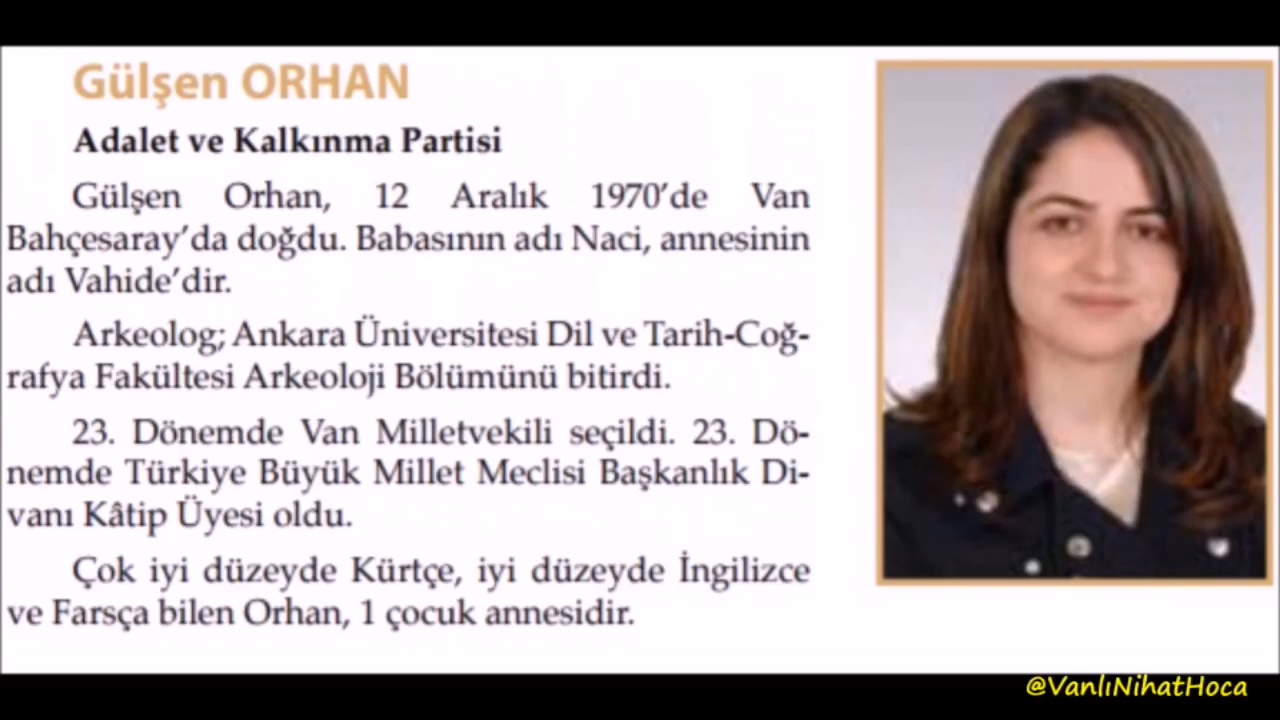 Gülşen ORHAN
Adalet ve Kalkınma Partisi
Gülşen Orhan, 12 Aralık 1970’de Van
Bahçesaray’da doğdu. Babasının adı Naci, annesinin
adı Vahide’dir.
Arkeolog; Ankara Üniversitesi Dil ve Tarih-Coğ-
rafya Fakültesi Arkeoloji Bölümünü bitirdi.
23. Dönemde Van Milletvekili seçildi. 23. Dö-
nemde Türkiye Büyük Millet Meclisi Başkanlık Di-
vanı Kâtip Üyesi oldu.
Çok iyi düzeyde Kürtçe, iyi düzeyde İngilizce
ve Farsça bilen Orhan, 1 çocuk annesidir.
@VanlıNihatHoca